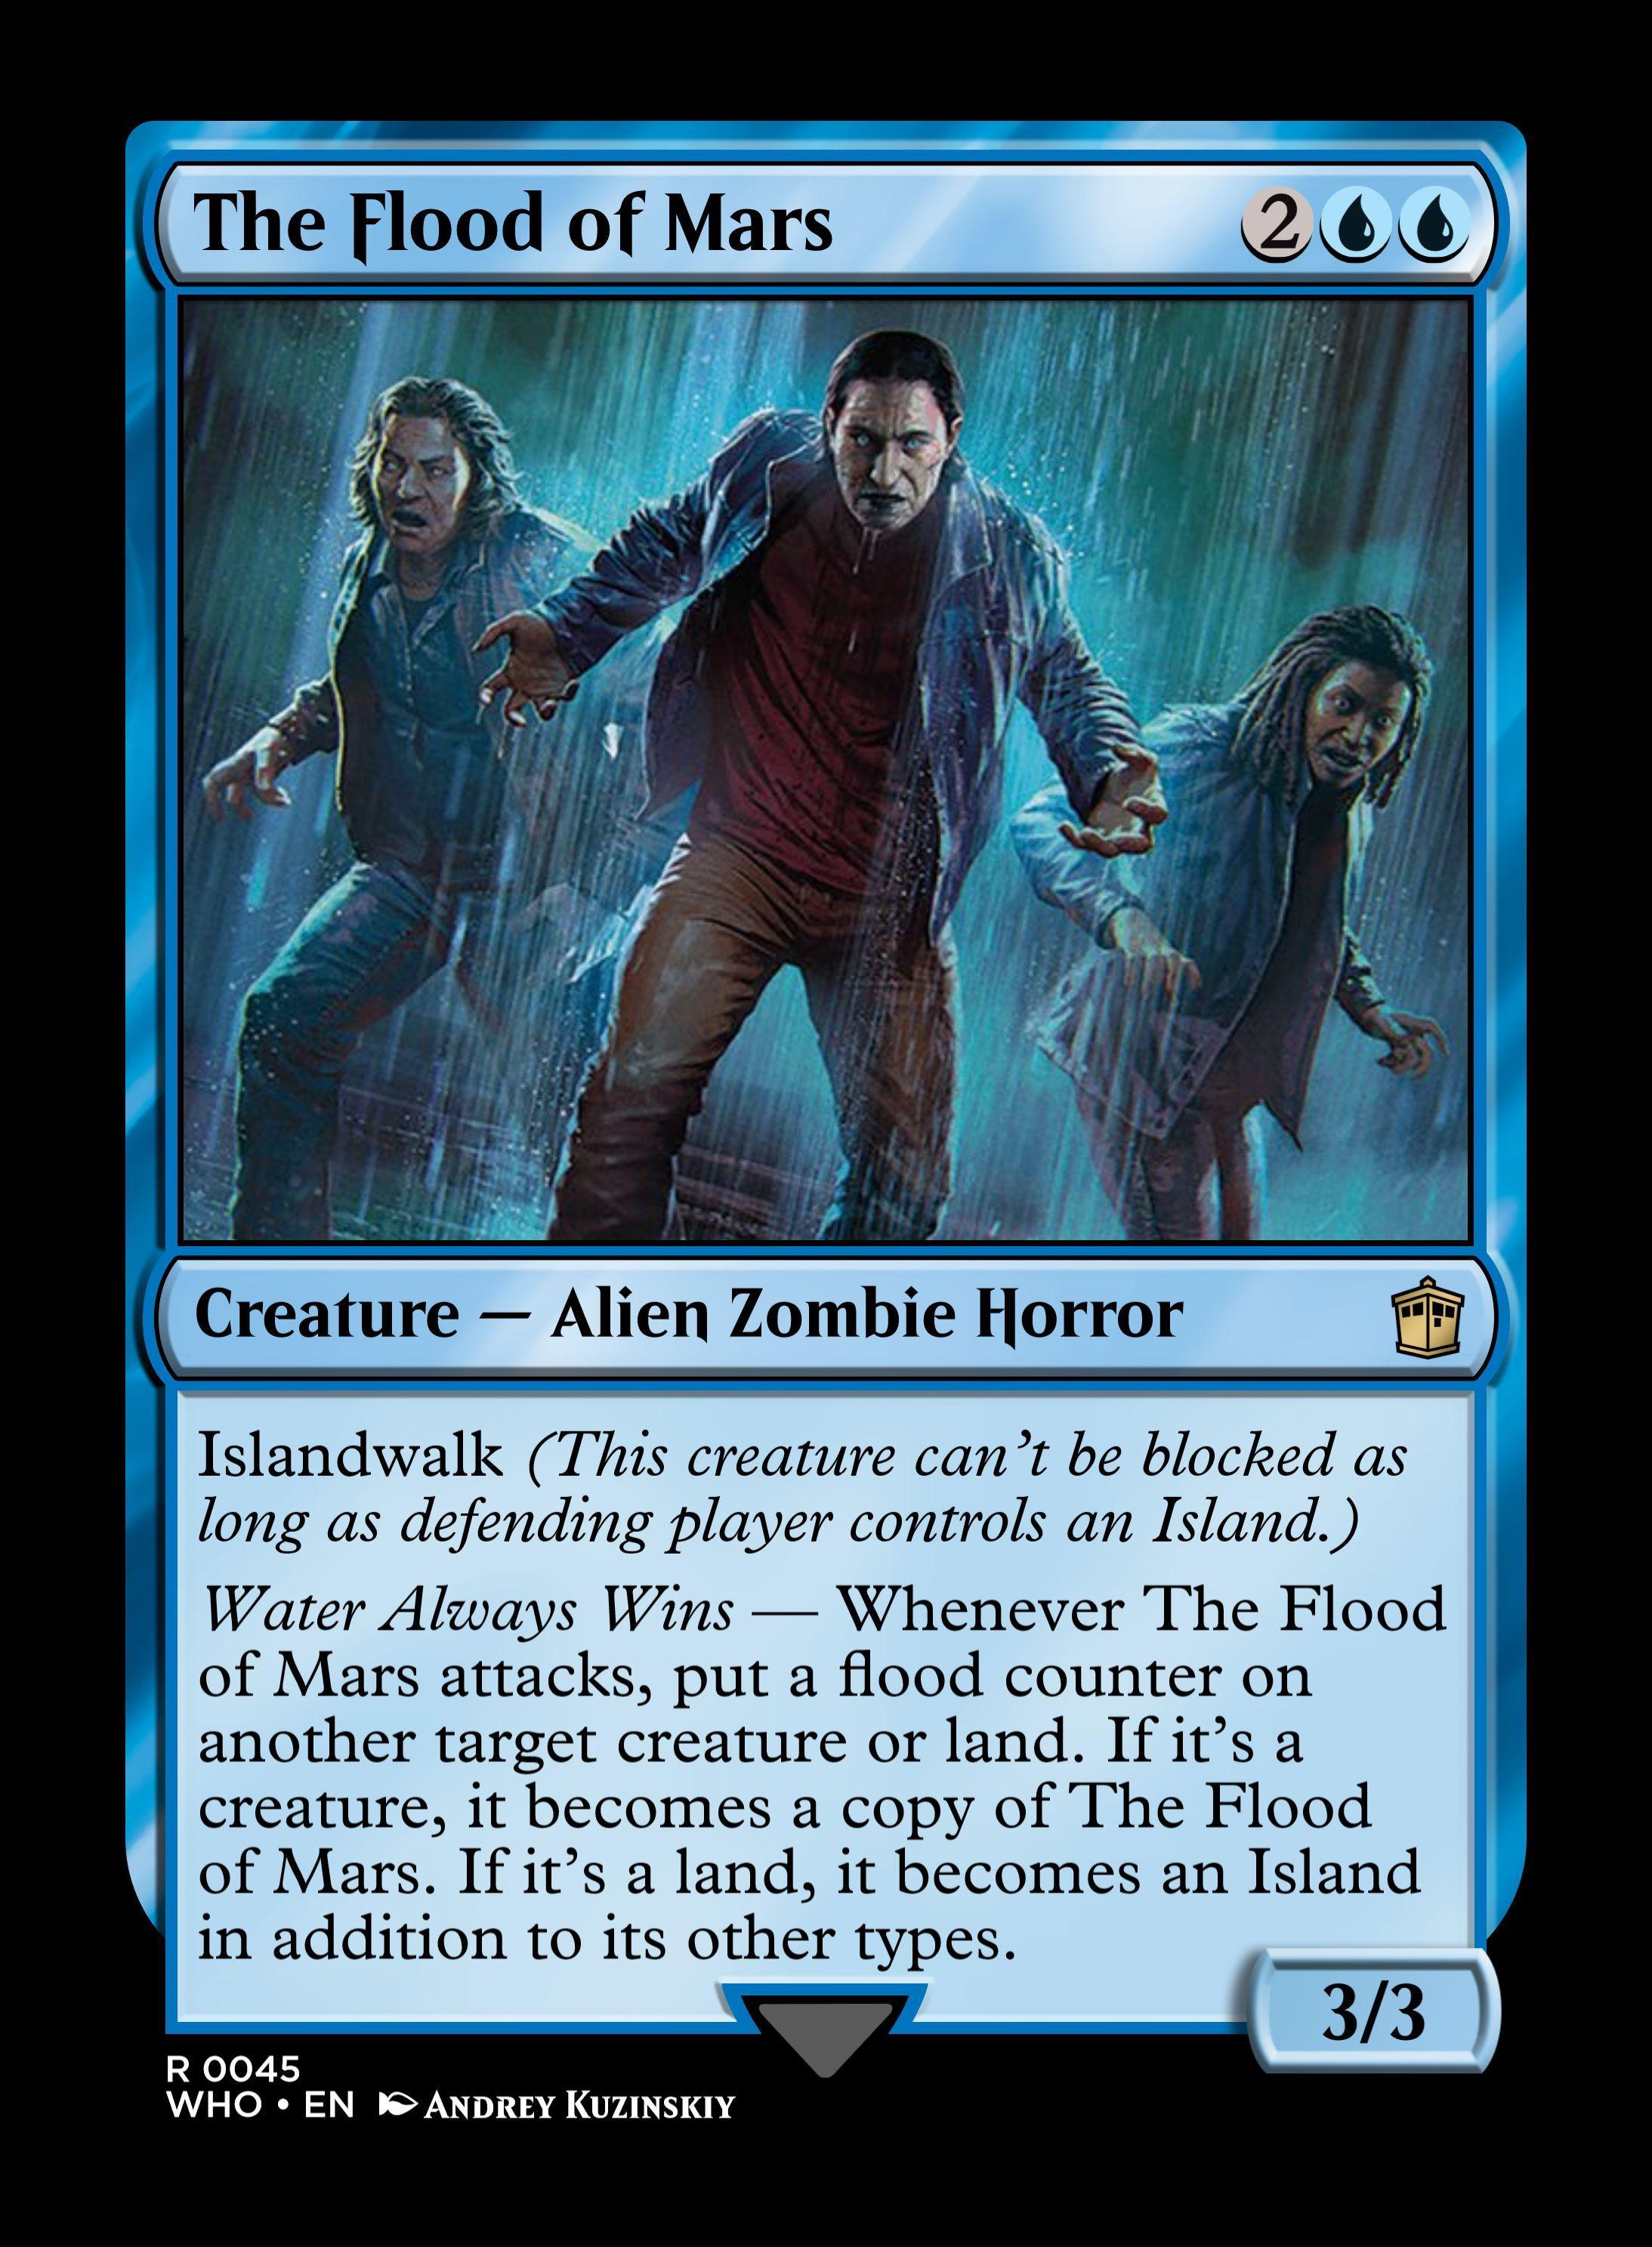 The Flood of Mars 2
Creature — Alien Zombie Horror
Islandwalk (This creature can't be blocked as
long as defending player controls an Island.)
Water Always Wins — Whenever The Flood
of Mars attacks, put a flood counter on
another target creature or land. If it's a
creature, it becomes a copy of The Flood
of Mars. If it's a land, it becomes an Island
in addition to its other types.
3/3
R 0045
WHO • EN Andrey Kuzinskiy